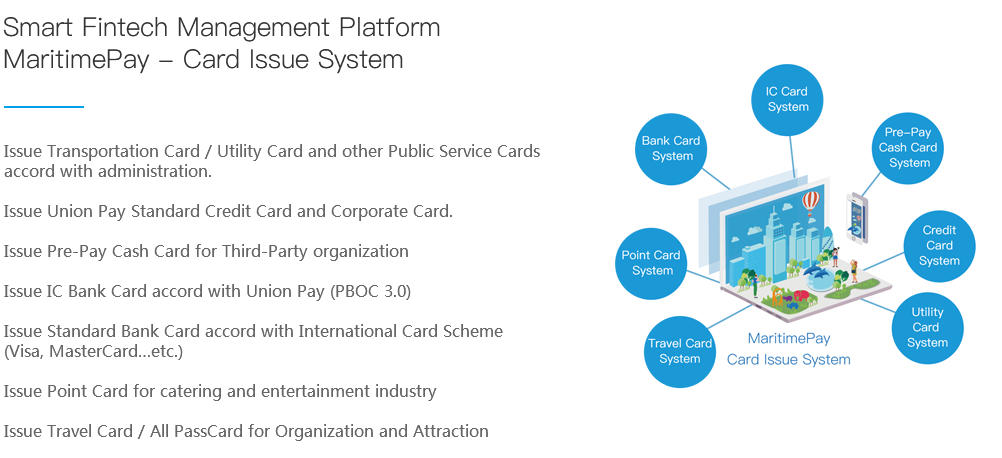 Smart Fintech Management Platform
MaritimePay – Card Issue System
Issue Transportation Card / Utility Card and other Public Service Cards
accord with administration.
Issue Union Pay Standard Credit Card and Corporate Card.
Issue Pre-Pay Cash Card for Third-Party organization
Issue IC Bank Card accord with Union Pay (PBOC 3.0)
Issue Standard Bank Card accord with International Card Scheme
(Visa, MasterCard...etc.)
Issue Point Card for catering and entertainment industry
Issue Travel Card / All PassCard for Organization and Attraction
IC Card
System
Bank Card
System
Pre-Pay
Cash Card
System
Point Card
System
Credit
Card
System
Travel Card
System
Utility
Card
System
MaritimePay
Card Issue System